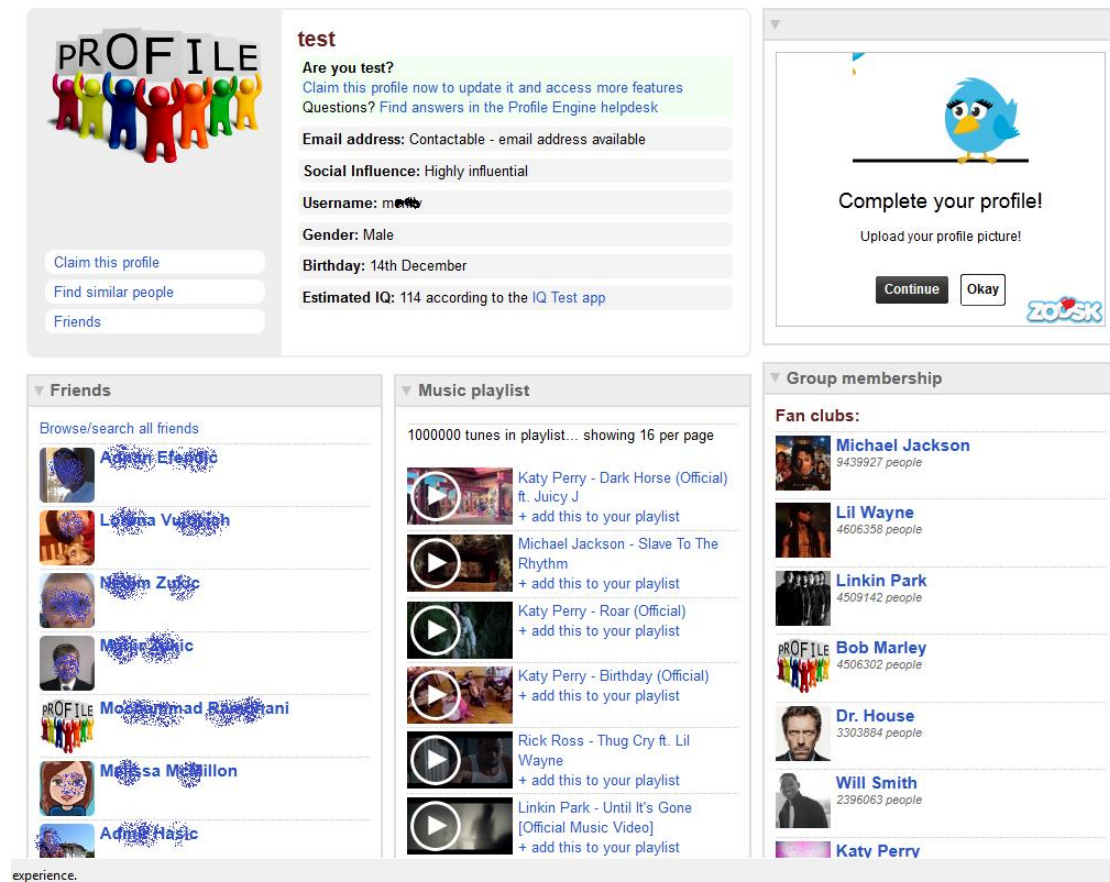 PROFILE
test
Are you test?
Claim this profile now to update it and access more features
Questions? Find answers in the Profile Engine helpdesk
Email address: Contactable - email address available
Social Influence: Highly influential
Username:
Gender: Male
Birthday: 14th December
Estimated IQ: 114 according to the IQ Test app
Claim this profile
Find similar people
Friends
Complete your profile!
Upload your profile picture!
Continue
Okay
ZOOSK
Friends
Browse/search all friends
PROFILE
Music playlist
1000000 tunes in playlist... showing 16 per page
Katy Perry - Dark Horse (Official)
ft. Juicy J
+ add this to your playlist
Michael Jackson - Slave To The
Rhythm
+ add this to your playlist
Katy Perry - Roar (Official)
+ add this to your playlist
Katy Perry - Birthday (Official)
+ add this to your playlist
Rick Ross - Thug Cry ft. Lil
Wayne
+ add this to your playlist
Linkin Park - Until It's Gone
[Official Music Video]
+ add this to your playlist
Group membership
Fan clubs:
Michael Jackson
9439927 people
Lil Wayne
4606358 people
Linkin Park
4509142 people
PROFILE
Bob Marley
4506302 people
Dr. House
3303884 people
Will Smith
2396063 people
Katy Perry
experience.